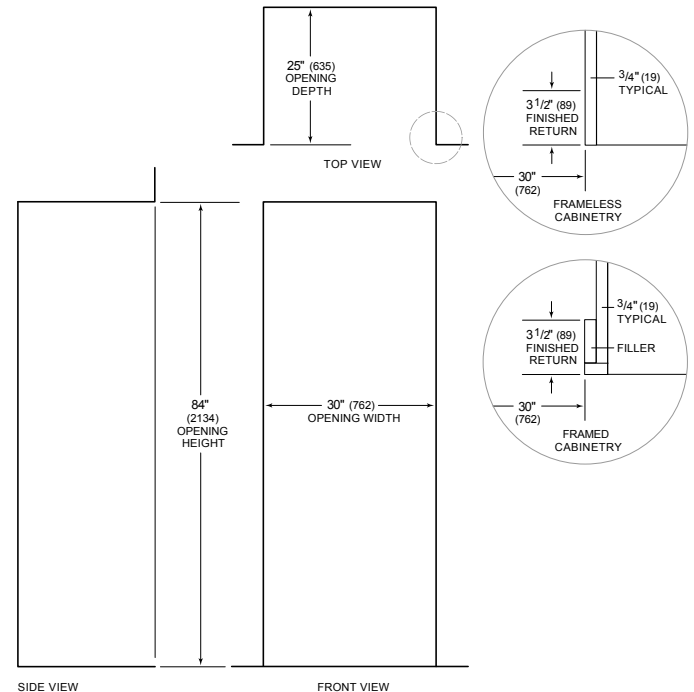 25" (635)
OPENING
DEPTH
TOP VIEW
3/4" (19)
TYPICAL
3 1/2" (89)
FINISHED
RETURN
30"
(762)
FRAMELESS
CABINETRY
3/4" (19)
TYPICAL
3 1/2" (89)
FINISHED
RETURN
FILLER
30"
(762)
FRAMED
CABINETRY
84"
(2134)
OPENING
HEIGHT
30" (762)
OPENING WIDTH
SIDE VIEW
FRONT VIEW